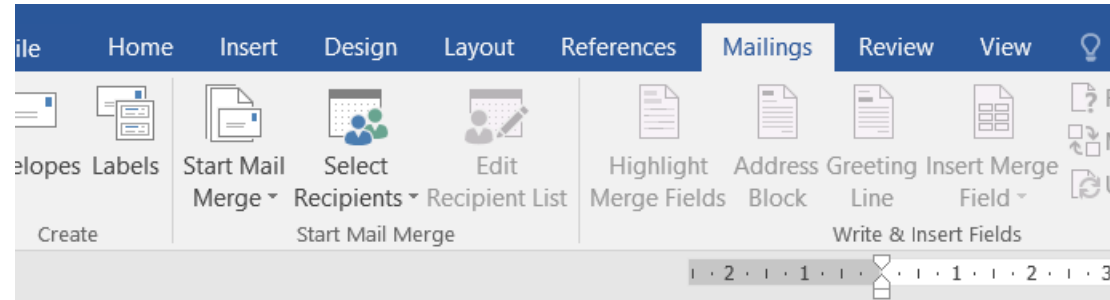 ile Home Insert Design Layout References Mailings Review View
elopes Labels Start Mail Merge Select Recipients Edit Recipient List Highlight Merge Fields Address Block Greeting Line Insert Merge Field
Create Start Mail Merge Write & Insert Fields
2 1 1 2 3